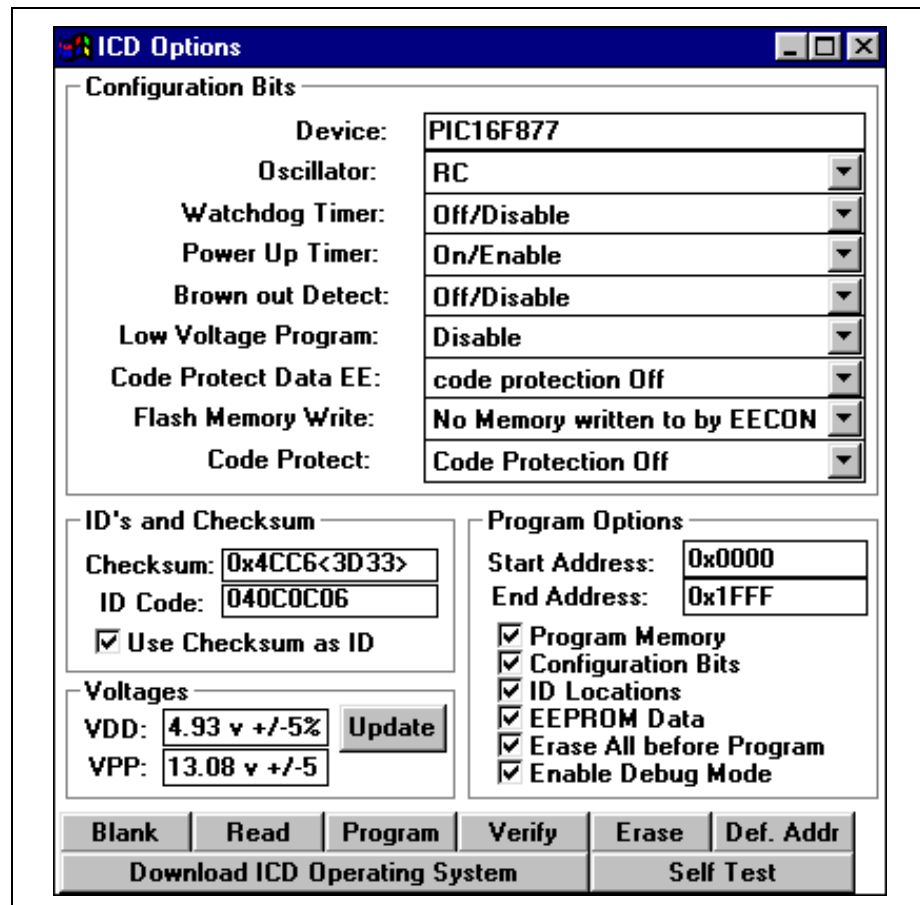 ICD Options
Configuration Bits
Device: PIC16F877
Oscillator: RC
Watchdog Timer: Off/Disable
Power Up Timer: On/Enable
Brown out Detect: Off/Disable
Low Voltage Program: Disable
Code Protect Data EE: code protection Off
Flash Memory Write: No Memory written to by EECON
Code Protect: Code Protection Off
ID's and Checksum
Checksum: 0x4CC6<3D33>
ID Code: 040C0C06
Use Checksum as ID
Voltages
VDD: 4.93 v +/-5% Update
VPP: 13.08 v +/-5
Program Options
Start Address: 0x0000
End Address: 0x1FFF
Program Memory
Configuration Bits
ID Locations
EEPROM Data
Erase All before Program
Enable Debug Mode
Blank Read Program Verify Erase Def. Addr
Download ICD Operating System Self Test